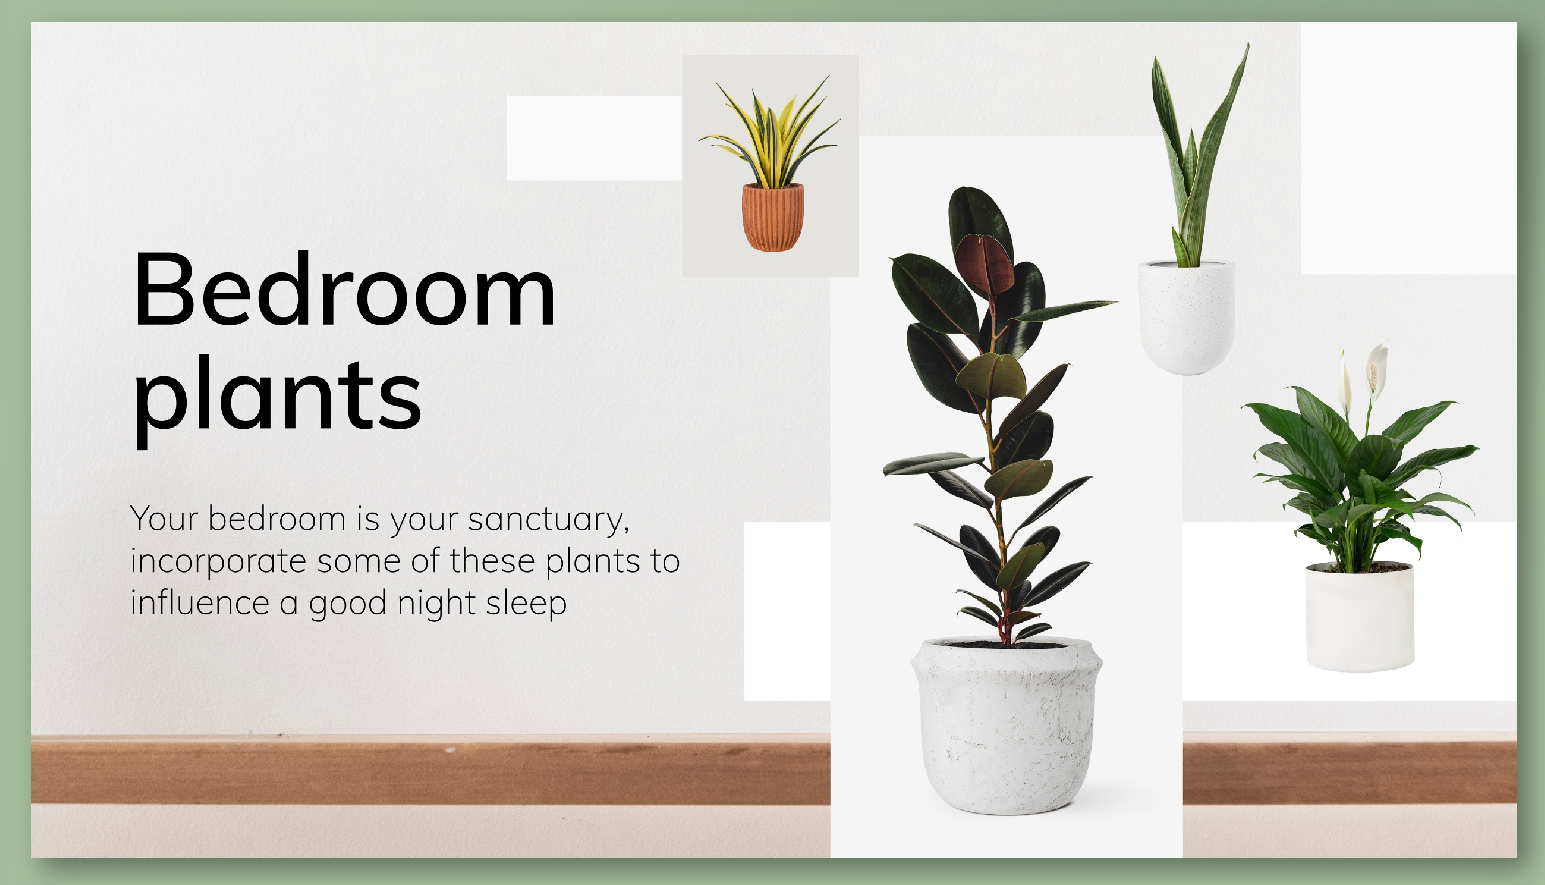 Bedroom
plants
Your bedroom is your sanctuary,
incorporate some of these plants to
influence a good night sleep